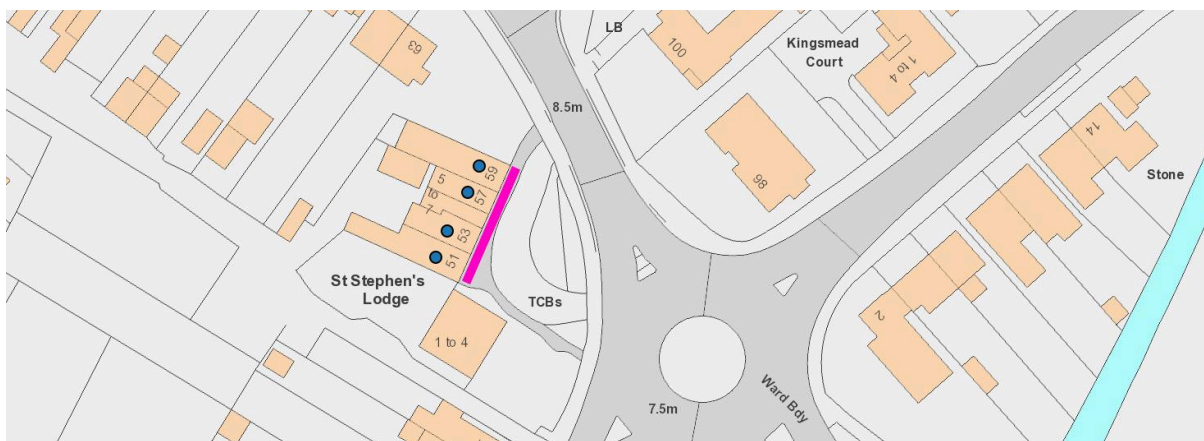 LB
63
100
Kingsmead
Court
1 to 4
8.5m
14
98
Stone
59
5
to
7
57
53
51
St Stephen's
Lodge
TCBs
2
1 to 4
Ward Bdy
7.5m